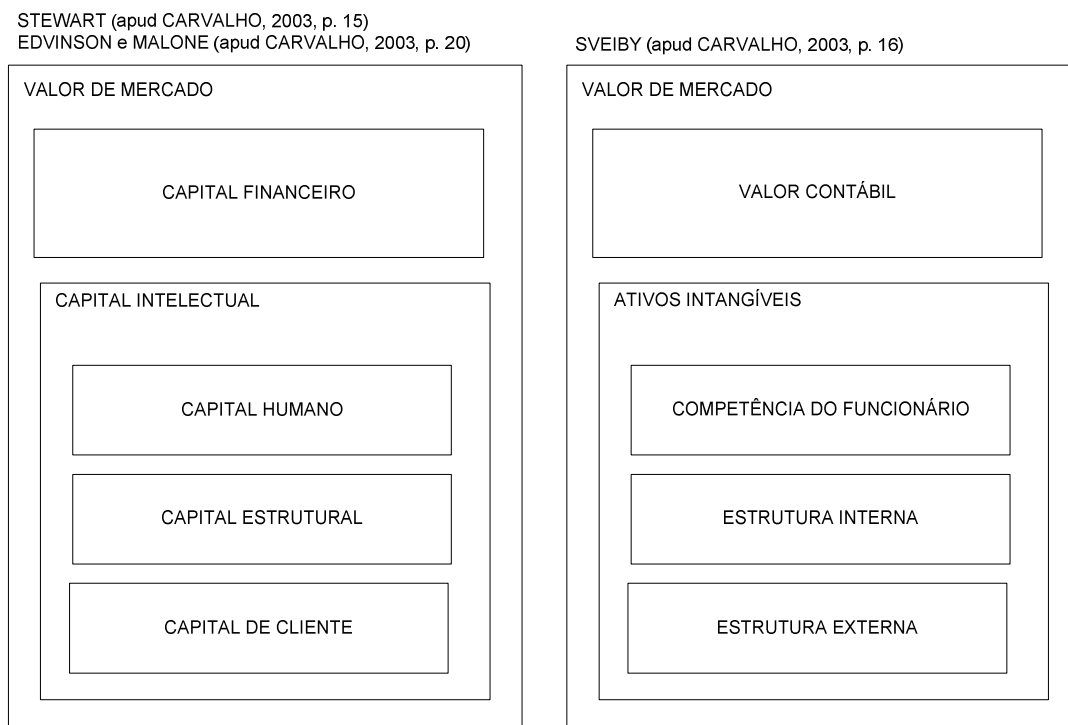 STEWART (apud CARVALHO, 2003, p. 15)
EDVINSON e MALONE (apud CARVALHO, 2003, p. 20)
VALOR DE MERCADO
CAPITAL FINANCEIRO
CAPITAL INTELECTUAL
CAPITAL HUMANO
CAPITAL ESTRUTURAL
CAPITAL DE CLIENTE
SVEIBY (apud CARVALHO, 2003, p. 16)
VALOR DE MERCADO
VALOR CONTÁBIL
ATIVOS INTANGÍVEIS
COMPETÊNCIA DO FUNCIONÁRIO
ESTRUTURA INTERNA
ESTRUTURA EXTERNA